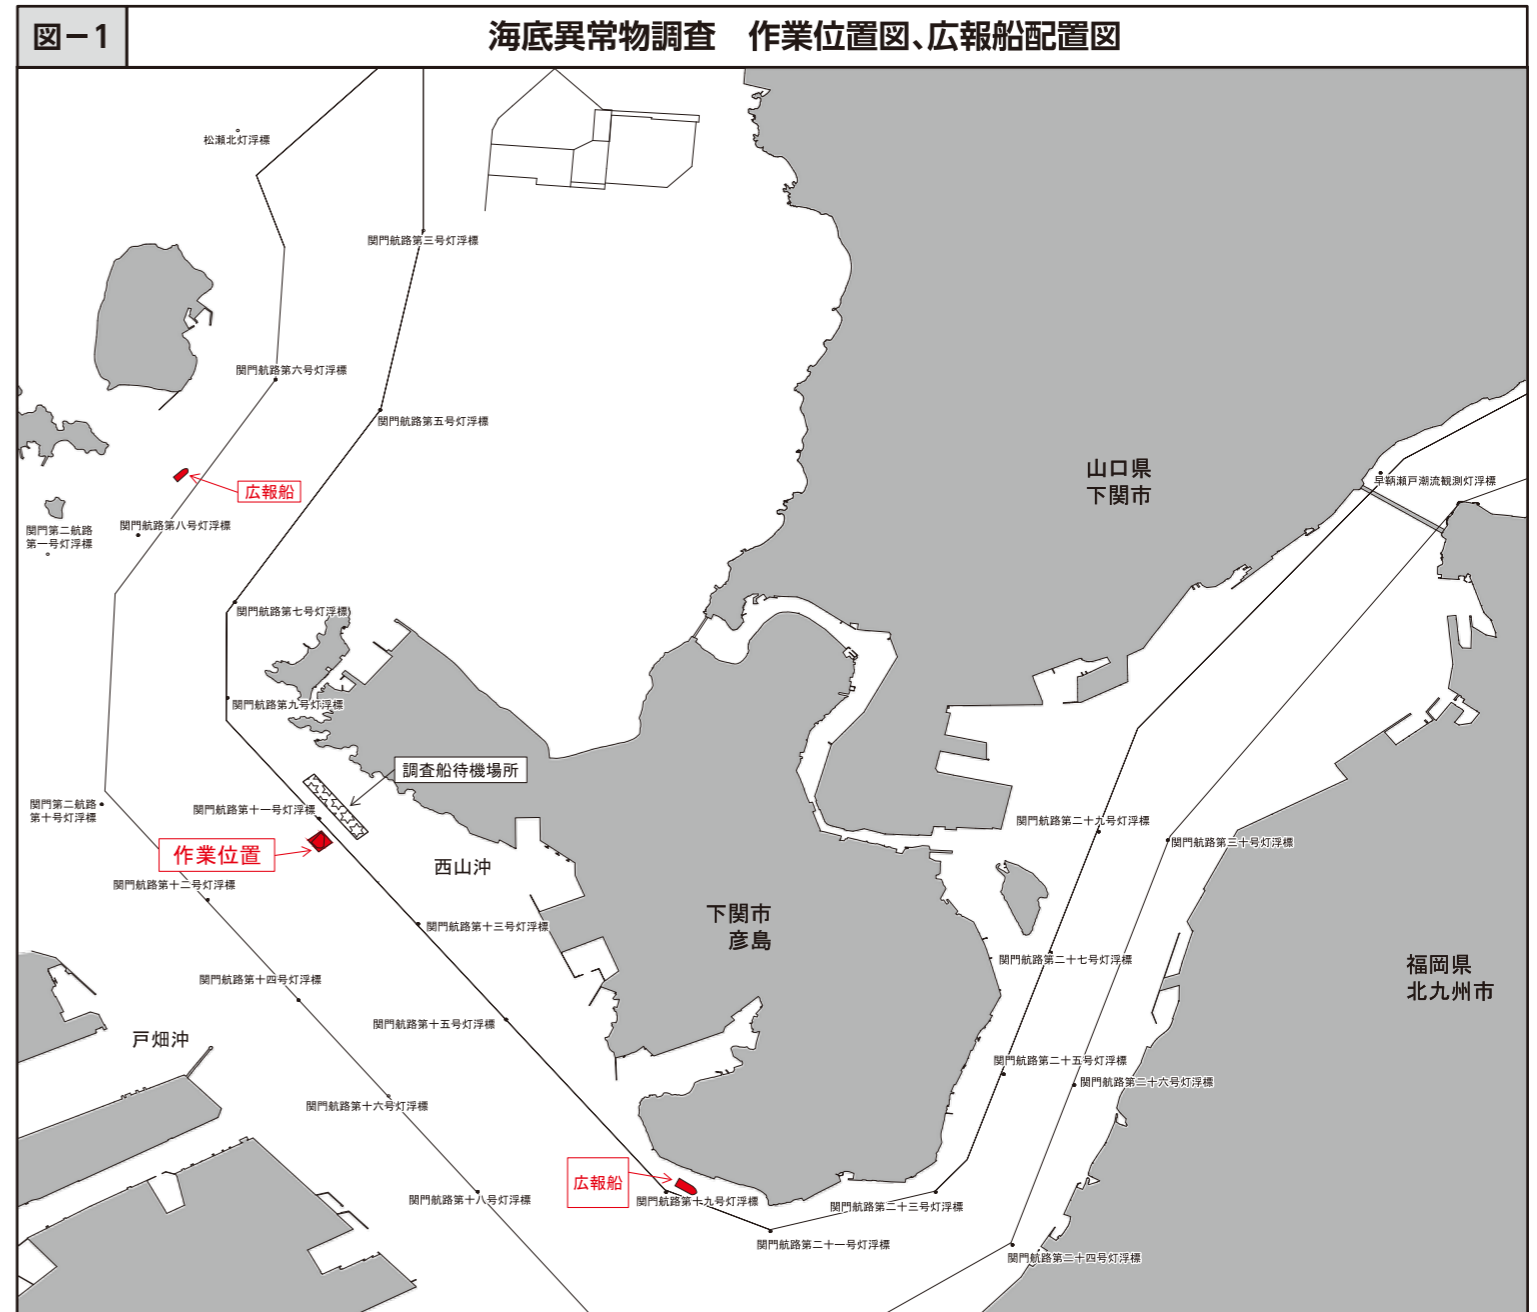 図－1
海底異常物調査　作業位置図、広報船配置図
松瀬北灯浮標
関門航路第三号灯浮標
関門航路第六号灯浮標
関門航路第五号灯浮標
広報船
関門第二航路
第一号灯浮標
関門航路第八号灯浮標
山口県
下関市
早鞆瀬戸潮流観測灯浮標
関門航路第七号灯浮標
関門航路第九号灯浮標
調査船待機場所
関門第二航路
第十号灯浮標
関門航路第十一号灯浮標
作業位置
西山沖
関門航路第十二号灯浮標
関門航路第二十九号灯浮標
関門航路第三十号灯浮標
下関市
彦島
関門航路第十三号灯浮標
関門航路第二十七号灯浮標
福岡県
北九州市
関門航路第十四号灯浮標
関門航路第十五号灯浮標
戸畑沖
関門航路第二十五号灯浮標
関門航路第二十六号灯浮標
関門航路第十六号灯浮標
広報船
関門航路第十八号灯浮標
関門航路第十九号灯浮標
関門航路第二十三号灯浮標
関門航路第二十一号灯浮標
関門航路第二十四号灯浮標